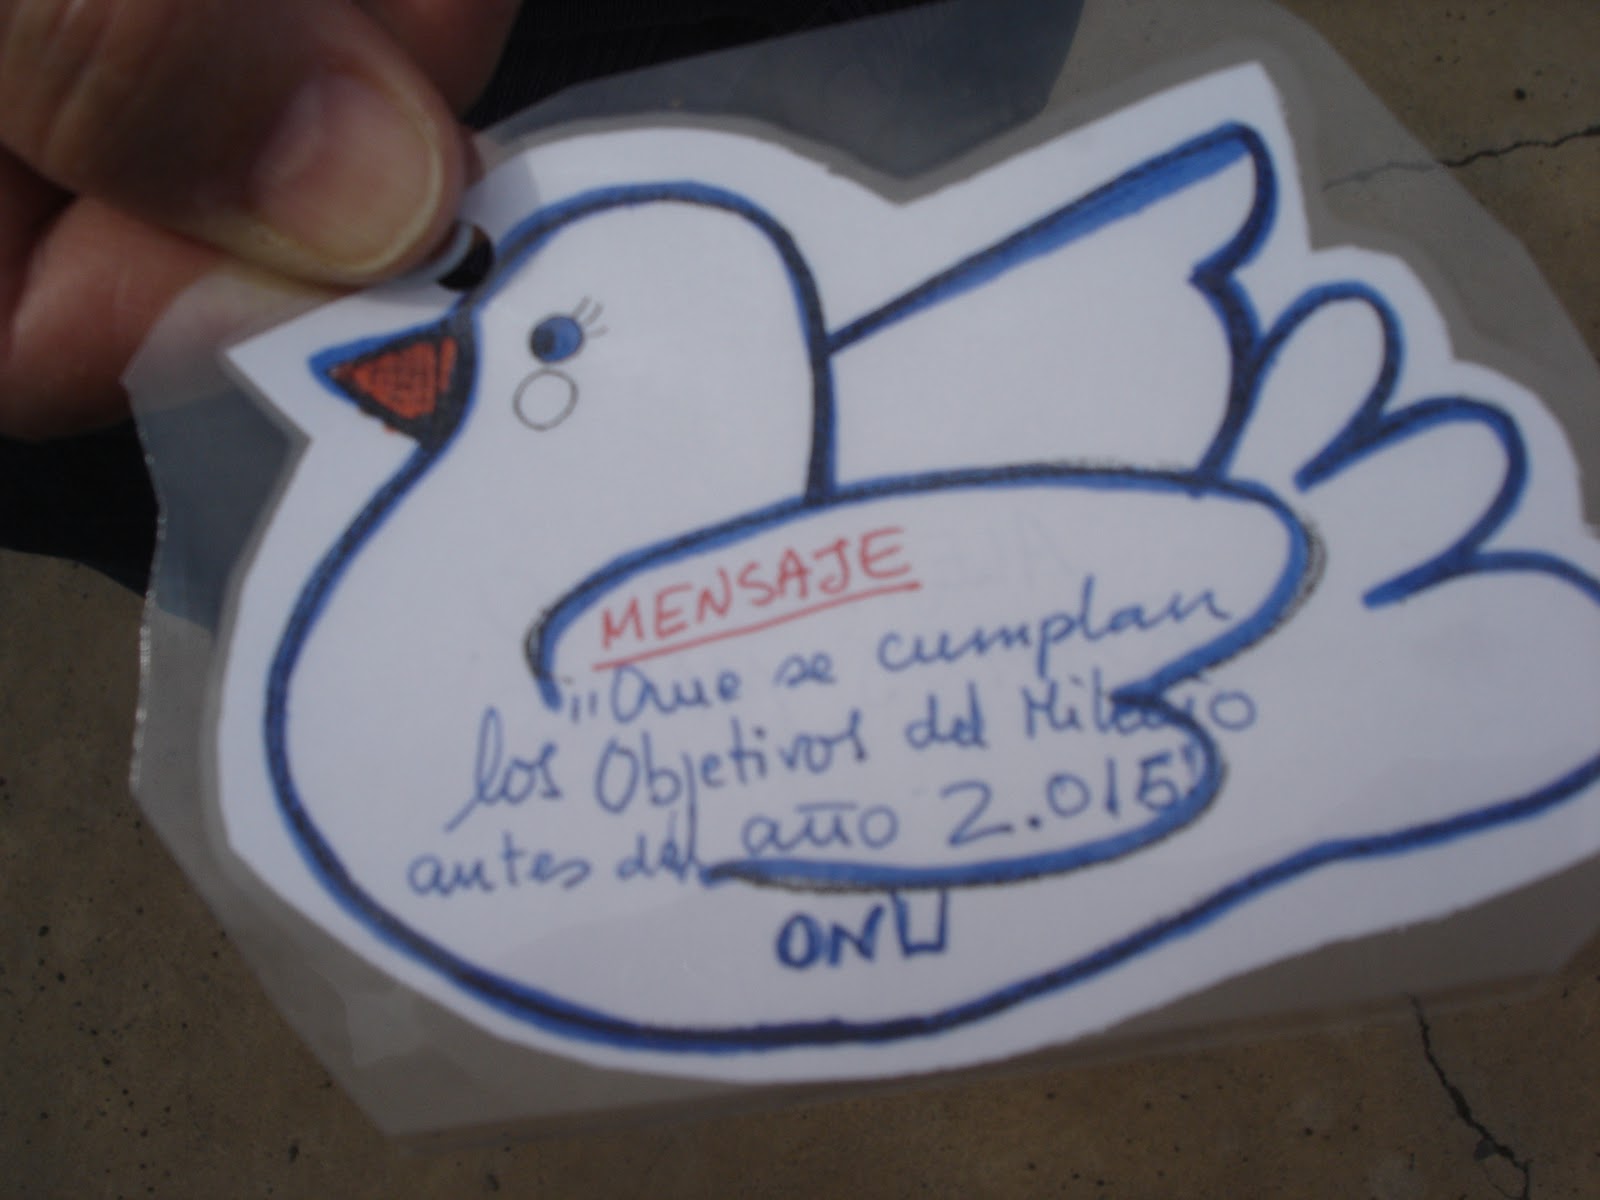 MENSAJE
¡¡Que se cumplan
los Objetivos del Milenio
antes del año 2.015!!
ONU